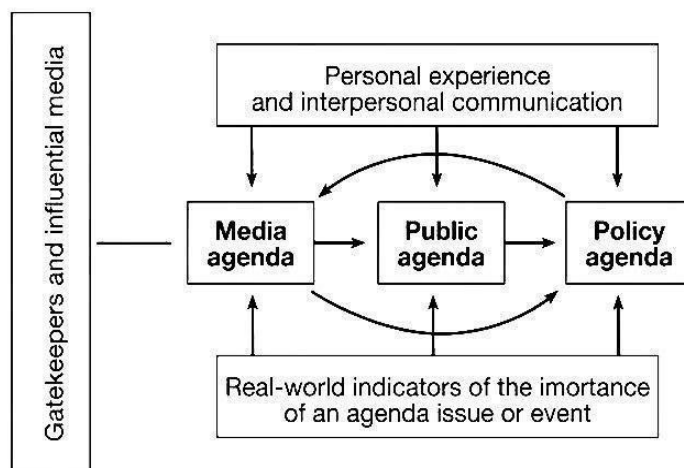 Gatekeepers and influential media
Personal experience
and interpersonal communication
Media
agenda
Public
agenda
Policy
agenda
Real-world indicators of the imortance
of an agenda issue or event